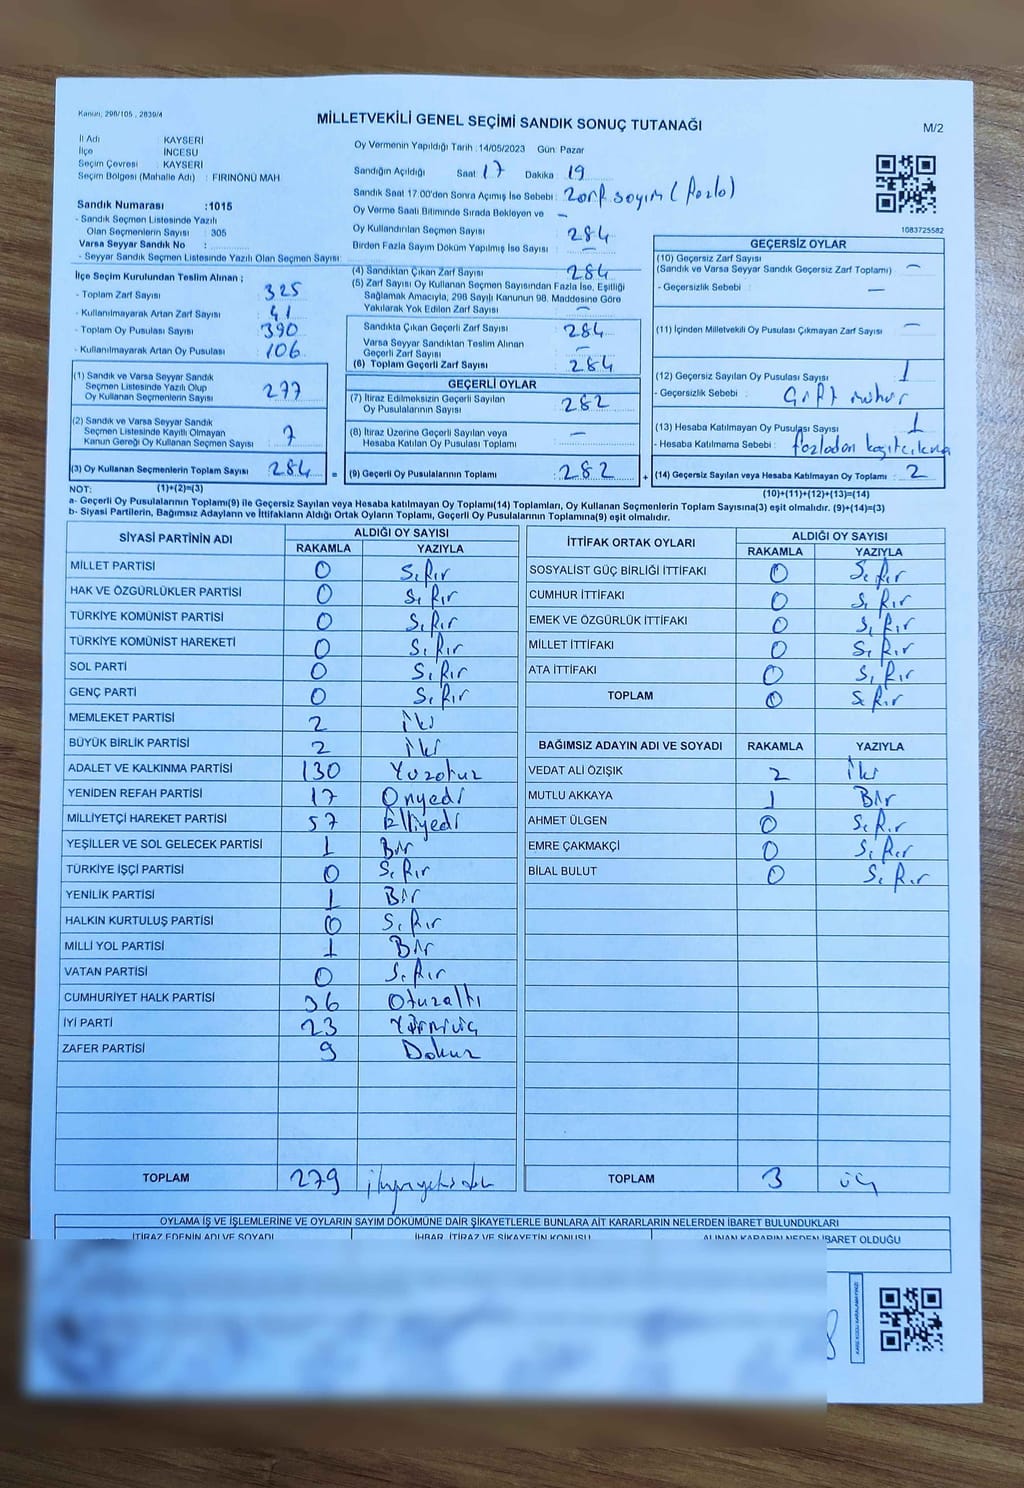 Kanun: 298/105 , 2839/4
MİLLETVEKİLİ GENEL SEÇİMİ SANDIK SONUÇ TUTANAĞI
M/2
İl Adı : KAYSERİ
İlçe : İNCESU
Seçim Çevresi : KAYSERİ
Seçim Bölgesi (Mahalle Adı) : FIRINÖNÜ MAH
Sandık Numarası :1015
- Sandık Seçmen Listesinde Yazılı
Olan Seçmenlerin Sayısı : 305
Varsa Seyyar Sandık No :
- Seyyar Sandık Seçmen Listesinde Yazılı Olan Seçmen Sayısı:
Oy Vermenin Yapıldığı Tarih :14/05/2023 Gün: Pazar
Sandığın Açıldığı Saat 17 Dakika : 19
Sandık Saat 17.00'den Sonra Açımış İse Sebebi : Zarf sayım (fazla)
Oy Verme Saati Bitiminde Sırada Bekleyen ve
Oy Kullandırılan Seçmen Sayısı : –
284
Birden Fazla Sayım Döküm Yapılmış İse Sayısı : –
1083725582
İlçe Seçim Kurulundan Teslim Alınan ;
- Toplam Zarf Sayısı : 325
- Kullanılmayarak Artan Zarf Sayısı : 41
- Toplam Oy Pusulası Sayısı : 390
- Kullanılmayarak Artan Oy Pusulası : 106
(1) Sandık ve Varsa Seyyar Sandık
Seçmen Listesinde Yazılı Olup
Oy Kullanan Seçmenlerin Sayısı : 277
(2) Sandık ve Varsa Seyyar Sandık
Seçmen Listesinde Kayıtlı Olmayan
Kanun Gereği Oy Kullanan Seçmen Sayısı : 7
(3) Oy Kullanan Seçmenlerin Toplam Sayısı : 284 =
(4) Sandıktan Çıkan Zarf Sayısı : 284
(5) Zarf Sayısı Oy Kullanan Seçmen Sayısından Fazla İse, Eşitliği
Sağlamak Amacıyla, 298 Sayılı Kanunun 98. Maddesine Göre
Yakılarak Yok Edilen Zarf Sayısı : –
Sandıkta Çıkan Geçerli Zarf Sayısı : 284
Varsa Seyyar Sandıktan Teslim Alınan
Geçerli Zarf Sayısı : –
(6) Toplam Geçerli Zarf Sayısı : 284
GEÇERLİ OYLAR
(7) İtiraz Edilmeksizin Geçerli Sayılan
Oy Pusulalarının Sayısı : 282
(8) İtiraz Üzerine Geçerli Sayılan veya
Hesaba Katılan Oy Pusulası Toplamı : –
(9) Geçerli Oy Pusulalarının Toplamı : 282 +
GEÇERSİZ OYLAR
(10) Geçersiz Zarf Sayısı
(Sandık ve Varsa Seyyar Sandık Geçersiz Zarf Toplamı) : –
- Geçersizlik Sebebi : –
(11) İçinden Milletvekili Oy Pusulası Çıkmayan Zarf Sayısı : –
(12) Geçersiz Sayılan Oy Pusulası Sayısı : 1
- Geçersizlik Sebebi : Çift mühür
(13) Hesaba Katılmayan Oy Pusulası Sayısı : 1
- Hesaba Katılmama Sebebi : fazladan kağıt çıkma
(14) Geçersiz Sayılan veya Hesaba Katılmayan Oy Toplamı : 2
NOT: (1)+(2)=(3)
(10)+(11)+(12)+(13)=(14)
a- Geçerli Oy Pusulalarının Toplamı(9) ile Geçersiz Sayılan veya Hesaba katılmayan Oy Toplamı(14) Toplamları, Oy Kullanan Seçmenlerin Toplam Sayısına(3) eşit olmalıdır. (9)+(14)=(3)
b- Siyasi Partilerin, Bağımsız Adayların ve İttifakların Aldığı Ortak Oyların Toplamı, Geçerli Oy Pusulalarının Toplamına(9) eşit olmalıdır.
SİYASİ PARTİNİN ADI ALDIĞI OY SAYISI
RAKAMLA YAZIYLA
MİLLET PARTİSİ 0 Sıfır
HAK VE ÖZGÜRLÜKLER PARTİSİ 0 Sıfır
TÜRKİYE KOMÜNİST PARTİSİ 0 Sıfır
TÜRKİYE KOMÜNİST HAREKETİ 0 Sıfır
SOL PARTİ 0 Sıfır
GENÇ PARTİ 0 Sıfır
MEMLEKET PARTİSİ 2 İki
BÜYÜK BİRLİK PARTİSİ 2 İki
ADALET VE KALKINMA PARTİSİ 130 Yüzotuz
YENİDEN REFAH PARTİSİ 17 Onyedi
MİLLİYETÇİ HAREKET PARTİSİ 57 Elliyedi
YEŞİLLER VE SOL GELECEK PARTİSİ 1 Bir
TÜRKİYE İŞÇİ PARTİSİ 0 Sıfır
YENİLİK PARTİSİ 1 Bir
HALKIN KURTULUŞ PARTİSİ 0 Sıfır
MİLLİ YOL PARTİSİ 1 Bir
VATAN PARTİSİ 0 Sıfır
CUMHURİYET HALK PARTİSİ 36 Otuzaltı
İYİ PARTİ 23 Yirmiüç
ZAFER PARTİSİ 9 Dokuz
TOPLAM 279
İTTİFAK ORTAK OYLARI ALDIĞI OY SAYISI
RAKAMLA YAZIYLA
SOSYALİST GÜÇ BİRLİĞİ İTTİFAKI 0 Sıfır
CUMHUR İTTİFAKI 0 Sıfır
EMEK VE ÖZGÜRLÜK İTTİFAKI 0 Sıfır
MİLLET İTTİFAKI 0 Sıfır
ATA İTTİFAKI 0 Sıfır
TOPLAM 0 Sıfır
BAĞIMSIZ ADAYIN ADI VE SOYADI RAKAMLA YAZIYLA
VEDAT ALİ ÖZIŞIK 2 İki
MUTLU AKKAYA 1 Bir
AHMET ÜLGEN 0 Sıfır
EMRE ÇAKMAKÇI 0 Sıfır
BİLAL BULUT 0 Sıfır
TOPLAM 3 üç
OYLAMA İŞ VE İŞLEMLERİNE VE OYLARIN SAYIM DÖKÜMÜNE DAİR ŞİKAYETLERLE BUNLARA AİT KARARLARIN NELERDEN İBARET BULUNDUKLARI
İTİRAZ EDENİN ADI VE SOYADI İHBAR, İTİRAZ VE ŞİKAYETİN KONUSU ALINAN KARARIN NEDEN İBARET OLDUĞU